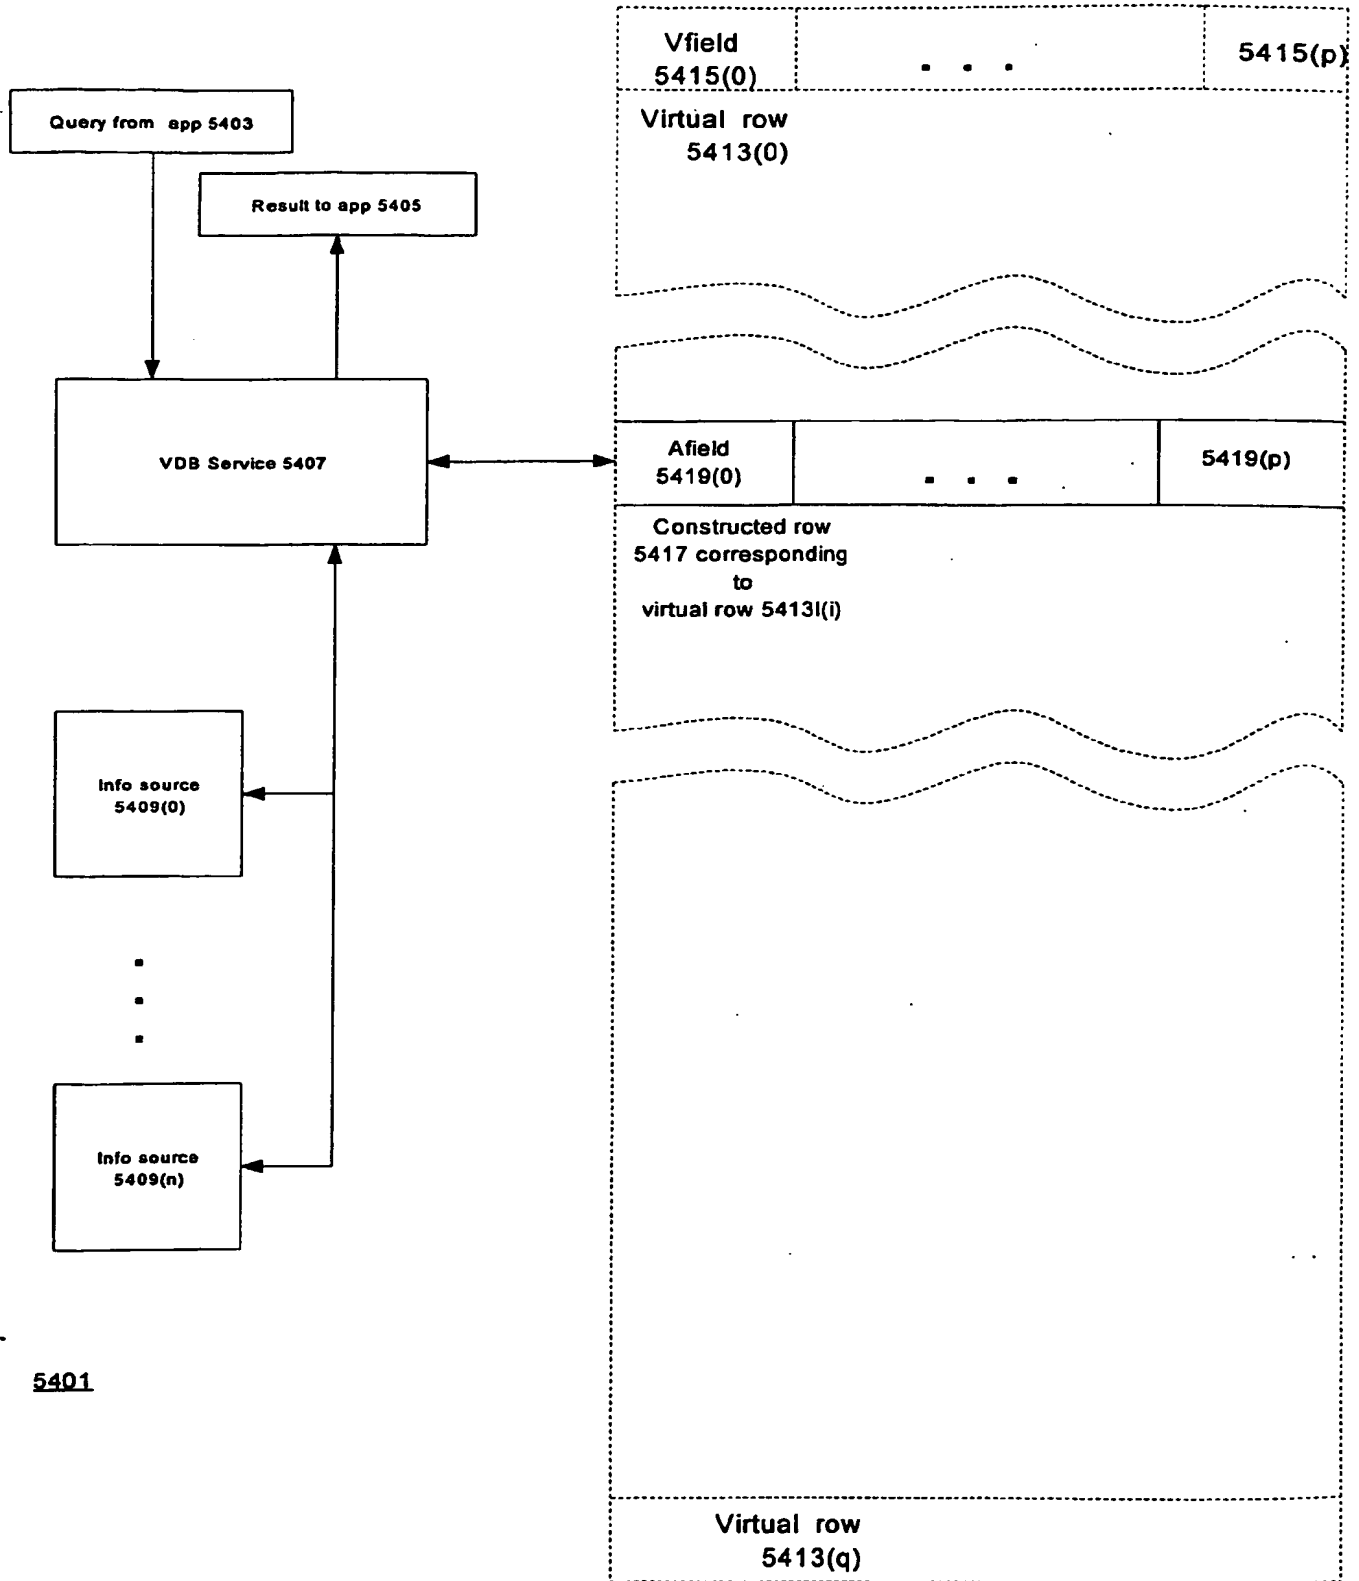 Vfield
5415(0)
. . .
5415(p)
Query from app 5403
Virtual row
5413(0)
Result to app 5405
VDB Service 5407
Afield
5419(0)
. . .
5419(p)
Constructed row
5417 corresponding
to
virtual row 5413l(i)
Info source
5409(0)
Info source
5409(n)
5401
Virtual row
5413(q)